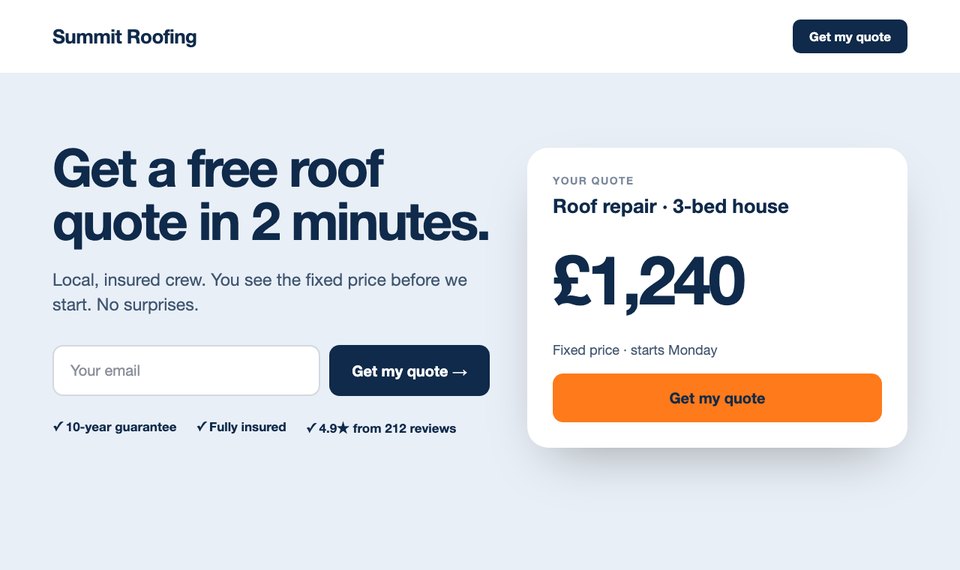 Summit Roofing
Get my quote
Get a free roof
quote in 2 minutes.
Local, insured crew. You see the fixed price before we
start. No surprises.
Your email
Get my quote →
✓ 10-year guarantee
✓ Fully insured
✓ 4.9★ from 212 reviews
YOUR QUOTE
Roof repair · 3-bed house
£1,240
Fixed price · starts Monday
Get my quote